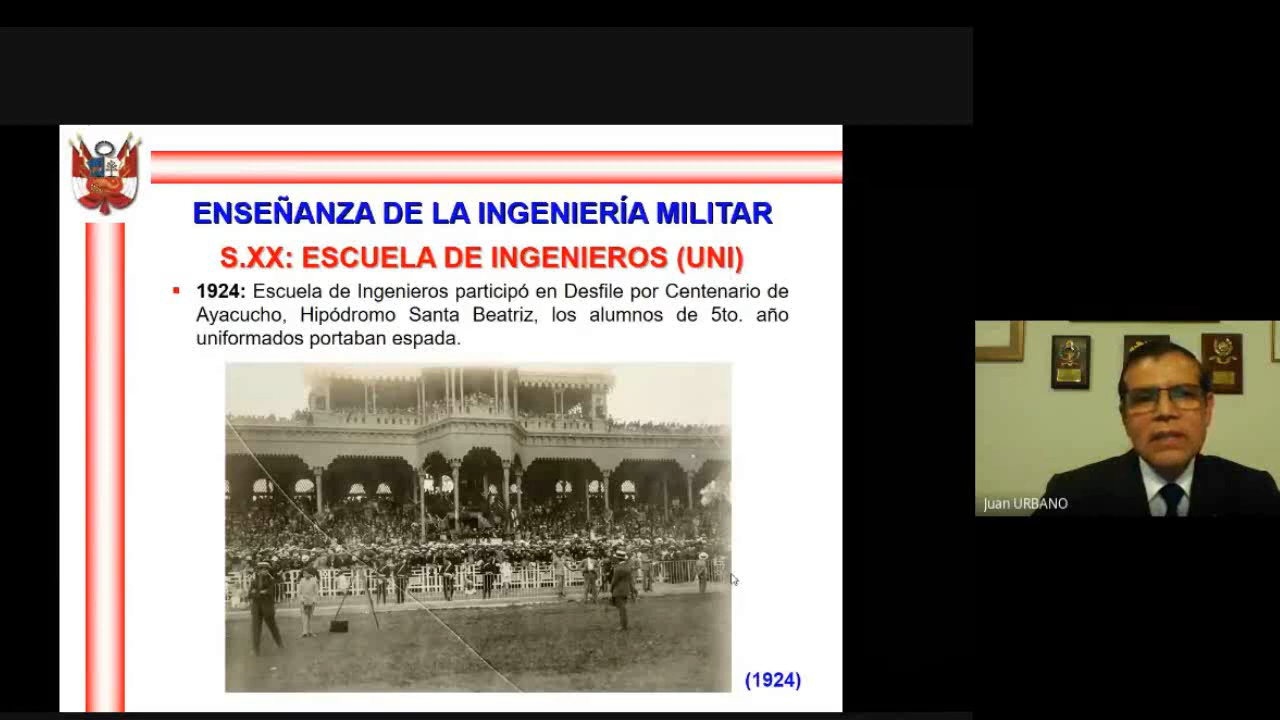 ENSEÑANZA DE LA INGENIERÍA MILITAR
S.XX: ESCUELA DE INGENIEROS (UNI)
1924: Escuela de Ingenieros participó en Desfile por Centenario de
Ayacucho, Hipódromo Santa Beatriz, los alumnos de 5to. año
uniformados portaban espada.
(1924)
Juan URBANO